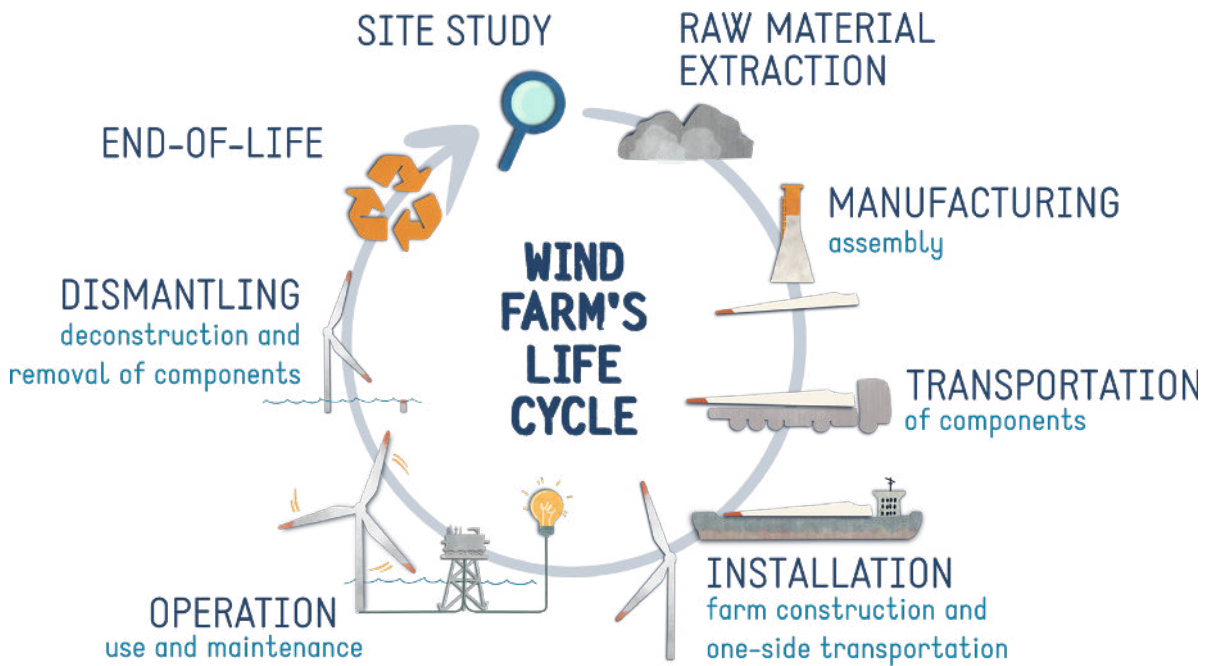 SITE STUDY
RAW MATERIAL
EXTRACTION
MANUFACTURING
assembly
TRANSPORTATION
of components
INSTALLATION
farm construction and
one-side transportation
OPERATION
use and maintenance
DISMANTLING
deconstruction and
removal of components
END-OF-LIFE
WIND
FARM'S
LIFE
CYCLE